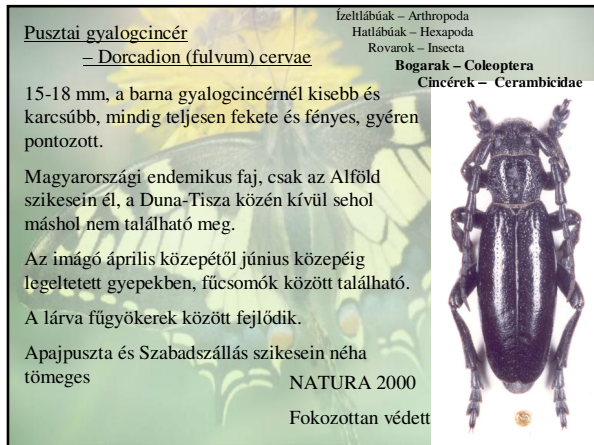 Pusztai gyalogcincér
– Dorcadion (fulvum) cervae
Ízeltlábúak – Arthropoda
Hatlábúak – Hexapoda
Rovarok – Insecta
Bogarak – Coleoptera
Cincérek – Cerambicidae
15-18 mm, a barna gyalogcincérnél kisebb és
karcsúbb, mindig teljesen fekete és fényes, gyéren
pontozott.
Magyarországi endemikus faj, csak az Alföld
szikesein él, a Duna-Tisza közén kívül sehol
máshol nem található meg.
Az imágó április közepétől június közepéig
legeltetett gyepekben, fűcsomók között található.
A lárva fűgyökerek között fejlődik.
Apajpuszta és Szabadszállás szikesein néha
tömeges
NATURA 2000
Fokozottan védett